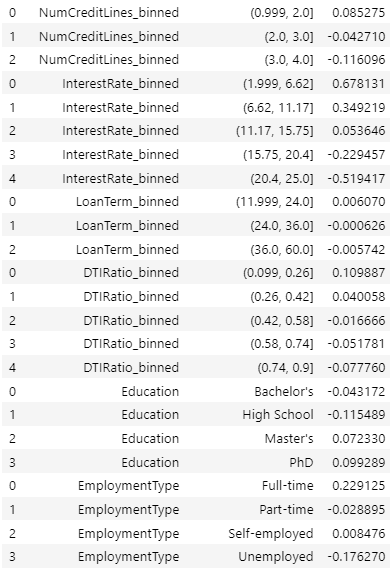 0 NumCreditLines_binned (0.999, 2.0] 0.085275
1 NumCreditLines_binned (2.0, 3.0] -0.042710
2 NumCreditLines_binned (3.0, 4.0] -0.116096
0 InterestRate_binned (1.999, 6.62] 0.678131
1 InterestRate_binned (6.62, 11.17] 0.349219
2 InterestRate_binned (11.17, 15.75] 0.053646
3 InterestRate_binned (15.75, 20.4] -0.229457
4 InterestRate_binned (20.4, 25.0] -0.519417
0 LoanTerm_binned (11.999, 24.0] 0.006070
1 LoanTerm_binned (24.0, 36.0] -0.000626
2 LoanTerm_binned (36.0, 60.0] -0.005742
0 DTIRatio_binned (0.099, 0.26] 0.109887
1 DTIRatio_binned (0.26, 0.42] 0.040058
2 DTIRatio_binned (0.42, 0.58] -0.016666
3 DTIRatio_binned (0.58, 0.74] -0.051781
4 DTIRatio_binned (0.74, 0.9] -0.077760
0 Education Bachelor's -0.043172
1 Education High School -0.115489
2 Education Master's 0.072330
3 Education PhD 0.099289
0 EmploymentType Full-time 0.229125
1 EmploymentType Part-time -0.028895
2 EmploymentType Self-employed 0.008476
3 EmploymentType Unemployed -0.176270